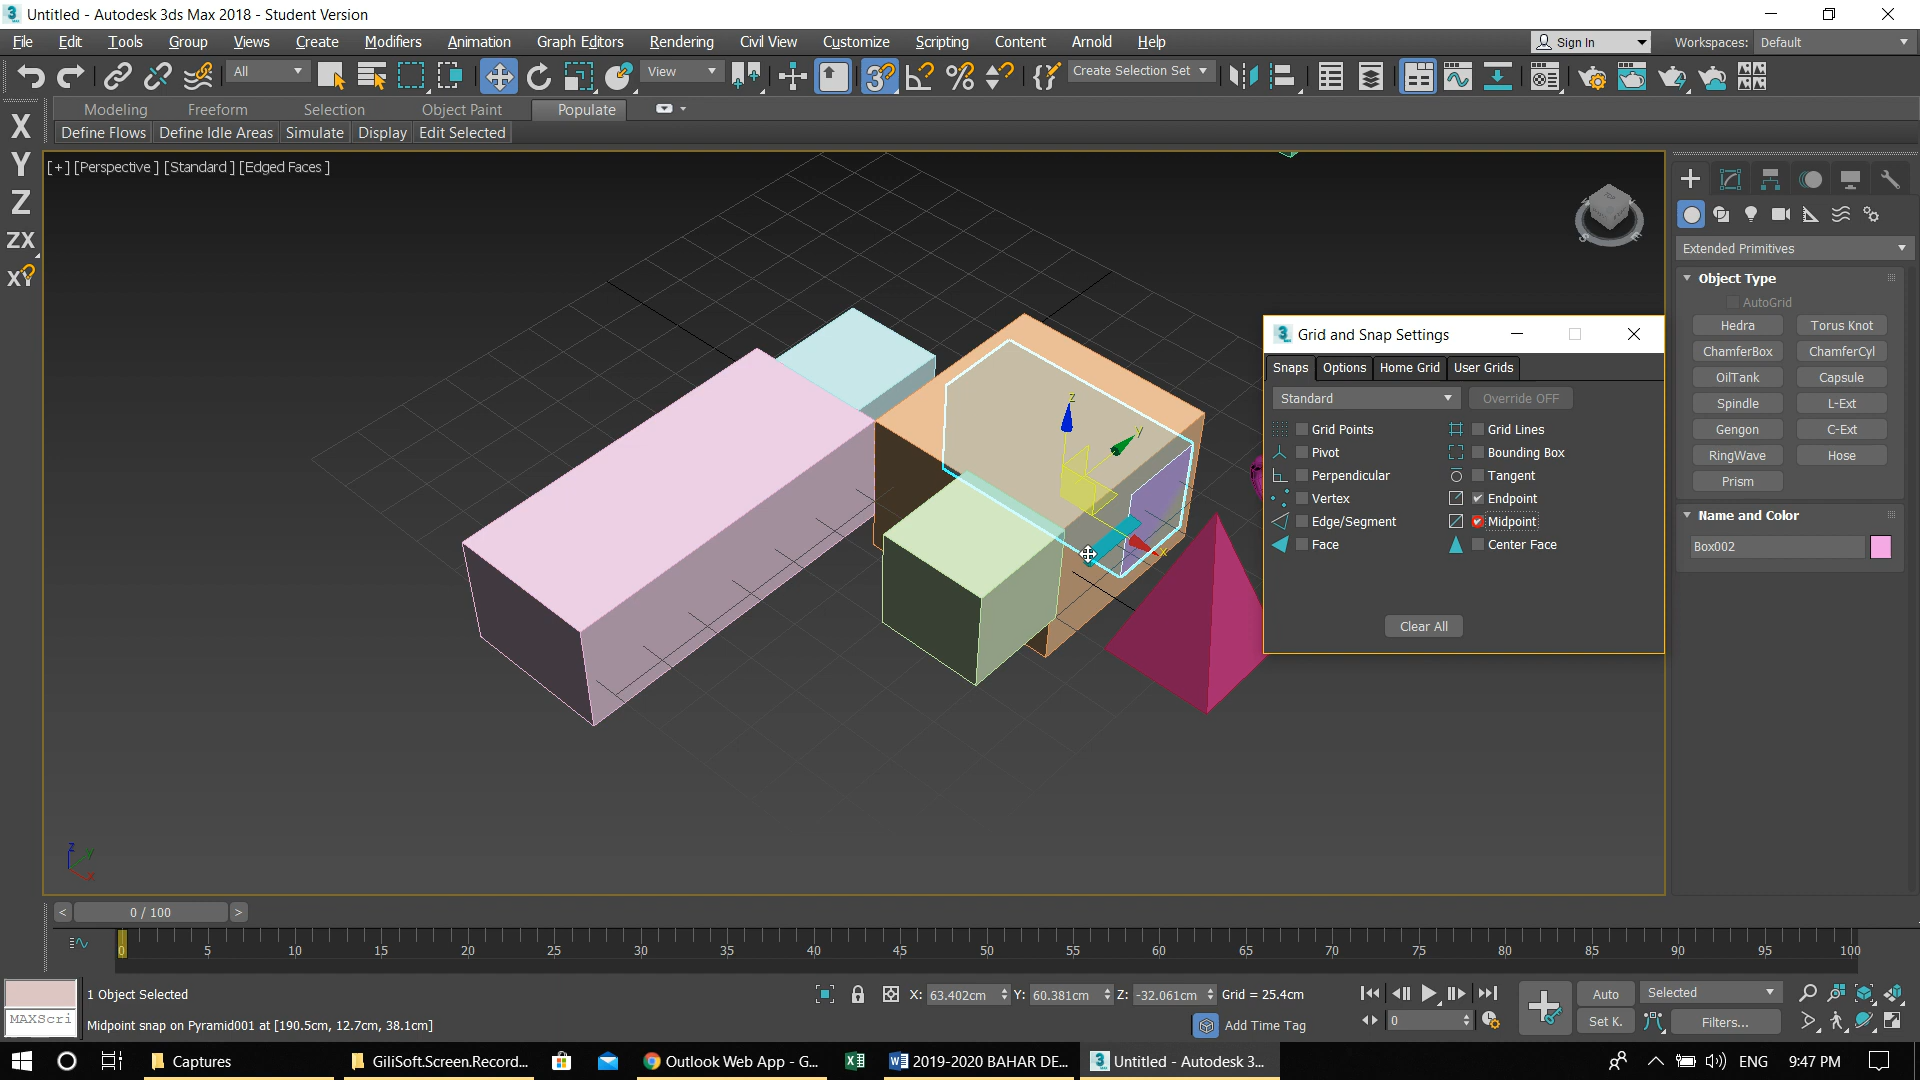 Untitled - Autodesk 3ds Max 2018 - Student Version
File Edit Tools Group Views Create Modifiers Animation Graph Editors Rendering Civil View Customize Scripting Content Arnold Help
Sign In Workspaces: Default
All View Create Selection Set
Modeling Freeform Selection Object Paint Populate
Define Flows Define Idle Areas Simulate Display Edit Selected
X
Y
Z
ZX
XY
[+] [Perspective ] [Standard ] [Edged Faces ]
Extended Primitives
Object Type
AutoGrid
Hedra Torus Knot
ChamferBox ChamferCyl
OilTank Capsule
Spindle L-Ext
Gengon C-Ext
RingWave Hose
Prism
Name and Color
Box002
Grid and Snap Settings
Snaps Options Home Grid User Grids
Standard Override OFF
Grid Points Grid Lines
Pivot Bounding Box
Perpendicular Tangent
Vertex Endpoint
Edge/Segment Midpoint
Face Center Face
Clear All
z
y
x
z
y
x
S
E
< 0 / 100 >
0 5 10 15 20 25 30 35 40 45 50 55 60 65 70 75 80 85 90 95 100
1 Object Selected X: 63.402cm Y: 60.381cm Z: -32.061cm Grid = 25.4cm Auto Selected
MAXScri Midpoint snap on Pyramid001 at [190.5cm, 12.7cm, 38.1cm] Add Time Tag 0 Set K. Filters...
Captures GiliSoft.Screen.Record... Outlook Web App - G... 2019-2020 BAHAR DE... Untitled - Autodesk 3... ENG 9:47 PM